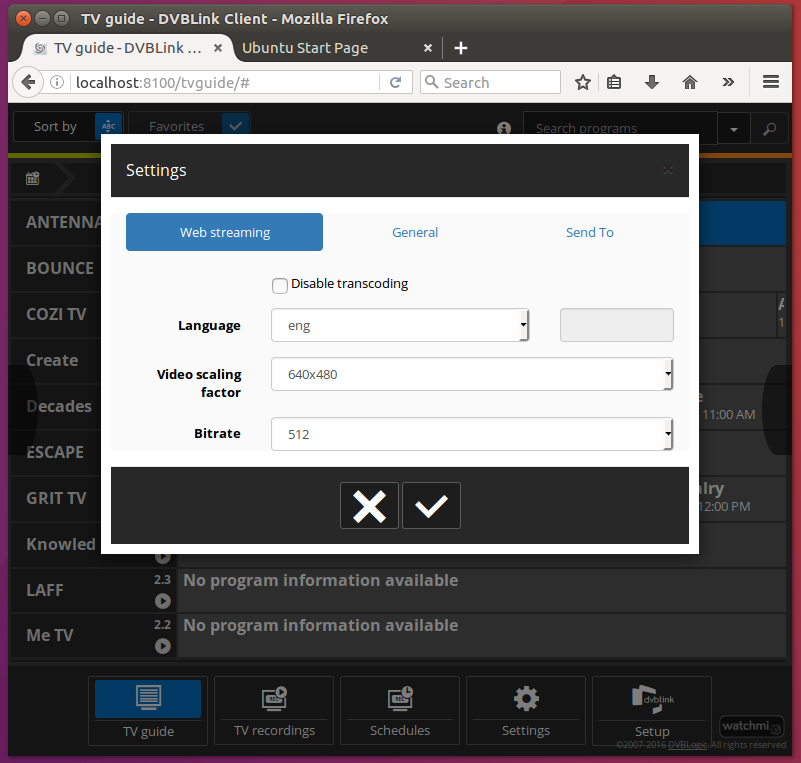 TV guide - DVBLink Client - Mozilla Firefox
TV guide - DVBLink ... × Ubuntu Start Page × +
localhost:8100/tvguide/# Search
Sort by ABC Favorites Search programs
Settings
Web streaming General Send To
Disable transcoding
Language eng
Video scaling
factor 640x480
Bitrate 512
ANTENNA
BOUNCE
COZI TV
Create
Decades 11:00 AM
ESCAPE
GRIT TV alry
12:00 PM
Knowled
LAFF 2.3 No program information available
Me TV 2.2 No program information available
TV guide TV recordings Schedules Settings Setup
dvblink
watchmi
©2007-2016 DVBLogic. All rights reserved